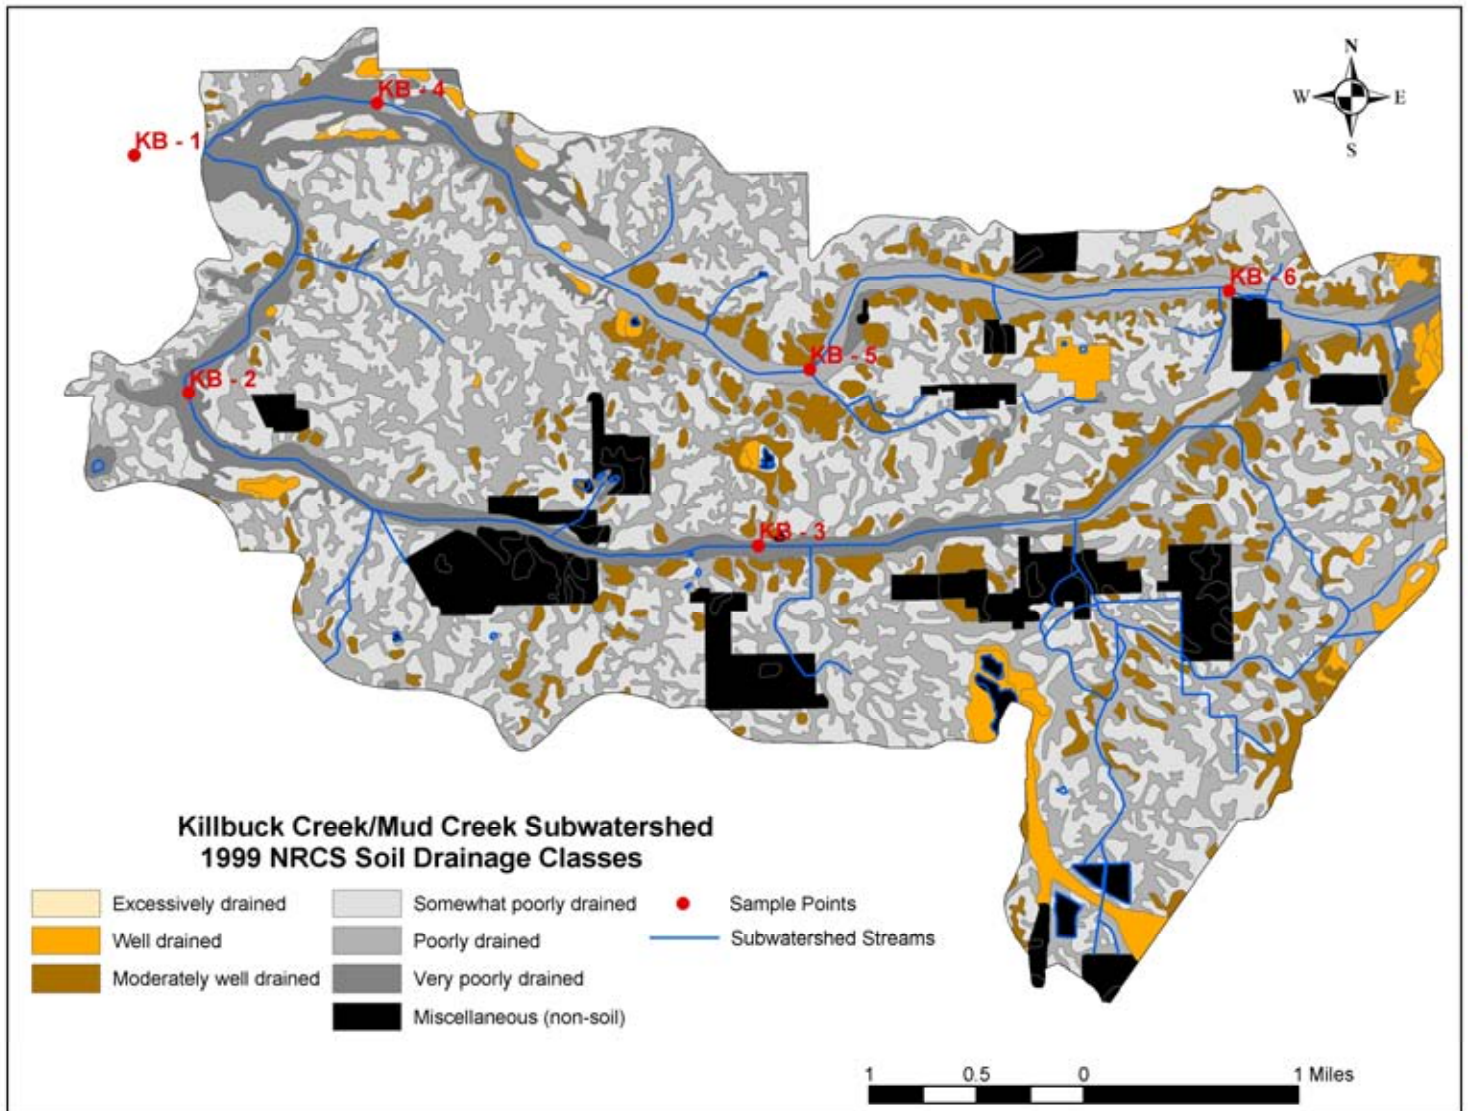 N
W E
S
KB - 4
KB - 1
KB - 6
KB - 5
KB - 2
KB - 3
Killbuck Creek/Mud Creek Subwatershed
1999 NRCS Soil Drainage Classes
Excessively drained
Well drained
Moderately well drained
Somewhat poorly drained
Poorly drained
Very poorly drained
Miscellaneous (non-soil)
Sample Points
Subwatershed Streams
1 0.5 0 1 Miles